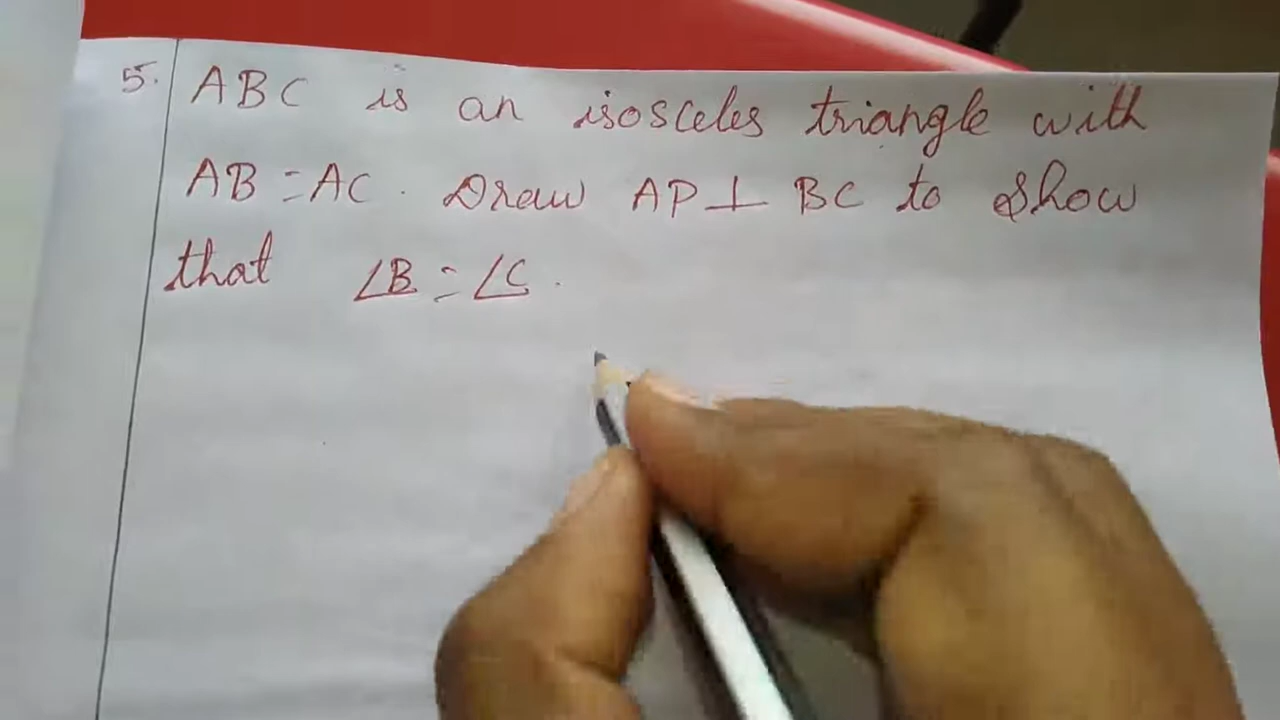 5. ABC is an isosceles triangle with
AB = AC. Draw AP ⊥ BC to show
that ∠B = ∠C.